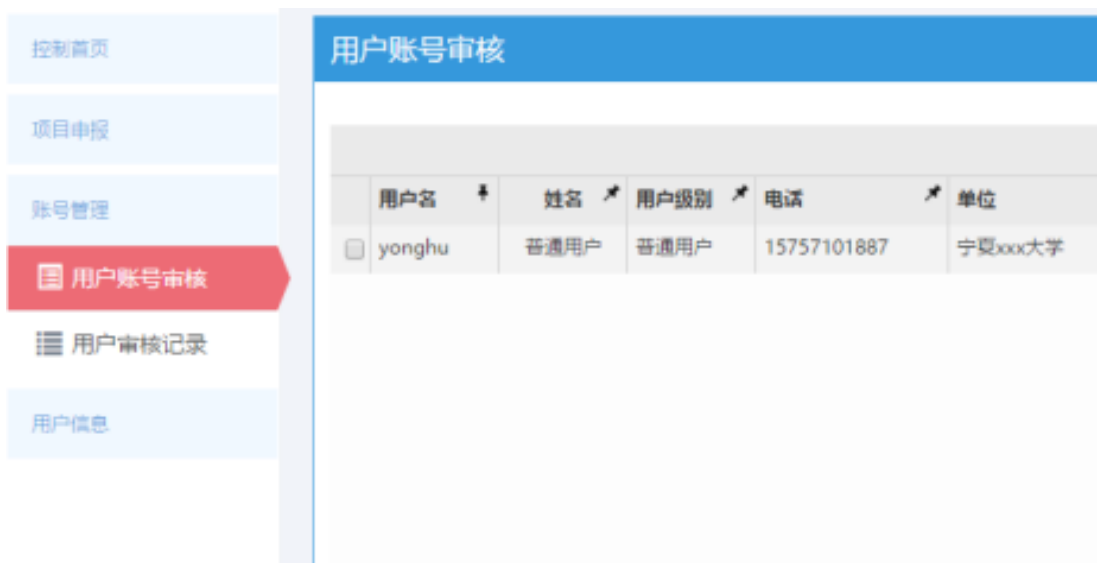 控制首页
项目申报
账号管理
用户账号审核
用户审核记录
用户信息
用户账号审核
用户名 姓名 用户级别 电话 单位
yonghu 普通用户 普通用户 15757101887 宁夏xxx大学